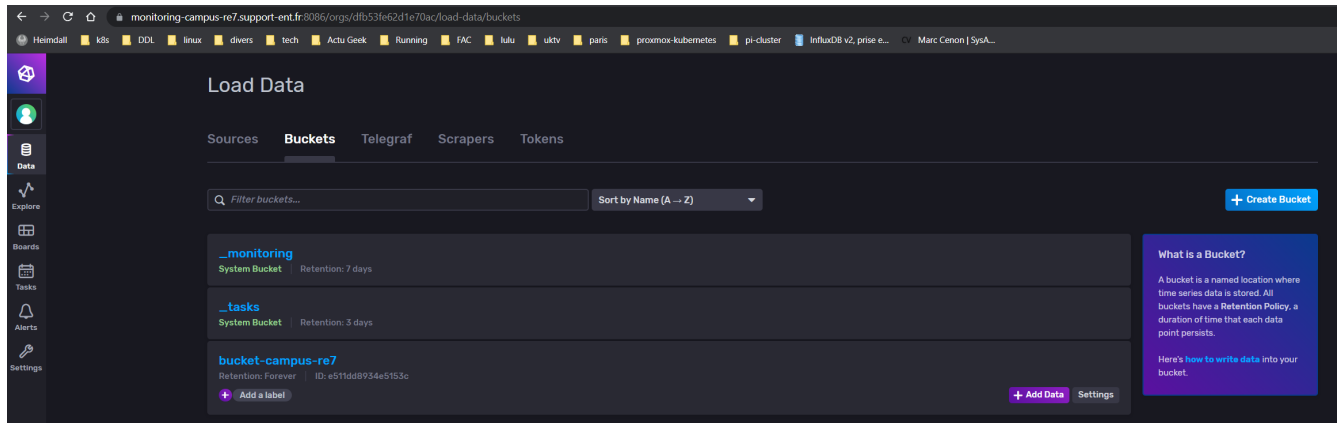 monitoring-campus-re7.support-ent.fr:8086/orgs/dfb53fe62d1e70ac/load-data/buckets
Heimdall k8s DDL linux divers tech Actu Geek Running FAC lulu uktv paris proxmox-kubernetes pi-cluster InfluxDB v2, prise e... CV Marc Cenon | SysA...
Load Data
Sources Buckets Telegraf Scrapers Tokens
Data
Explore
Boards
Tasks
Alerts
Settings
Filter buckets...
Sort by Name (A → Z)
+ Create Bucket
_monitoring
System Bucket Retention: 7 days
_tasks
System Bucket Retention: 3 days
bucket-campus-re7
Retention: Forever ID: e511dd8934e5153c
+ Add a label
+ Add Data Settings
What is a Bucket?
A bucket is a named location where
time series data is stored. All
buckets have a Retention Policy, a
duration of time that each data
point persists.
Here's how to write data into your
bucket.